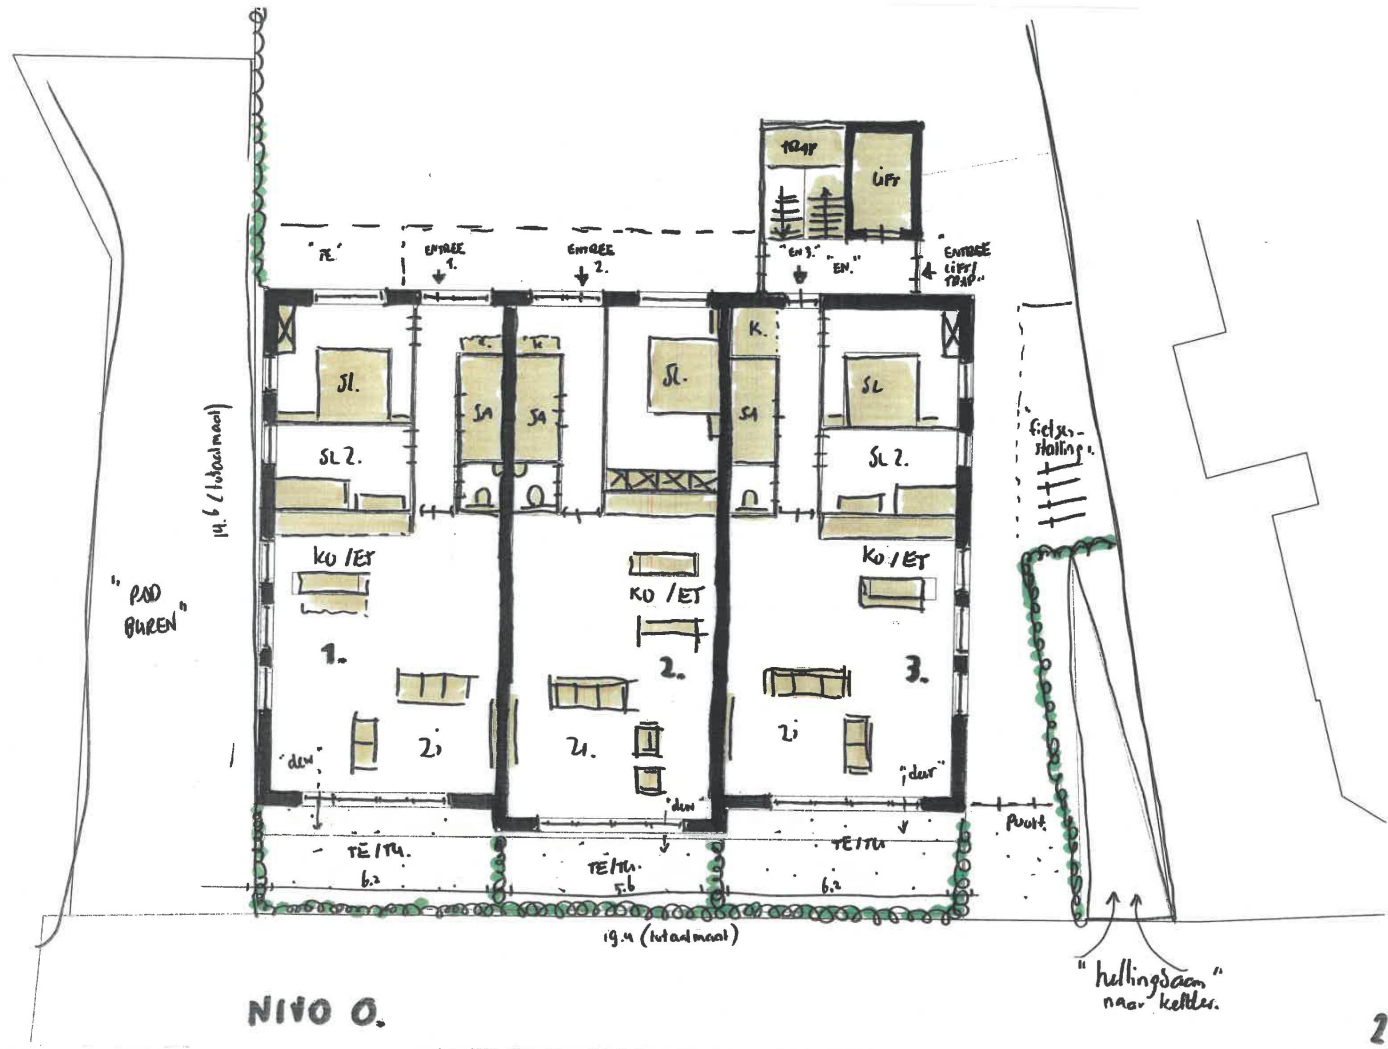 TRAP
LIFT
"TE."
ENTREE
1.
ENTREE
2.
"EN 3."
"EN."
"ENTREE
LIFT/
TRAP"
K.
K
K.
SL.
SA
SA
SL.
SA
SL
SL 2.
SL 2.
"fietsen-
stalling".
14.6 (totaalmaat)
KO/ET
KO/ET
KO/ET
"PAD
BUREN"
1.
2.
3.
Zi
Zi.
Zi
"deur"
"deur"
"deur"
Poort.
TE/TU.
TE/TU.
TE/TU
6.2
5.6
6.2
19.4 (totaalmaat)
"hellingbaan"
naar kelder.
NIVO 0.
2